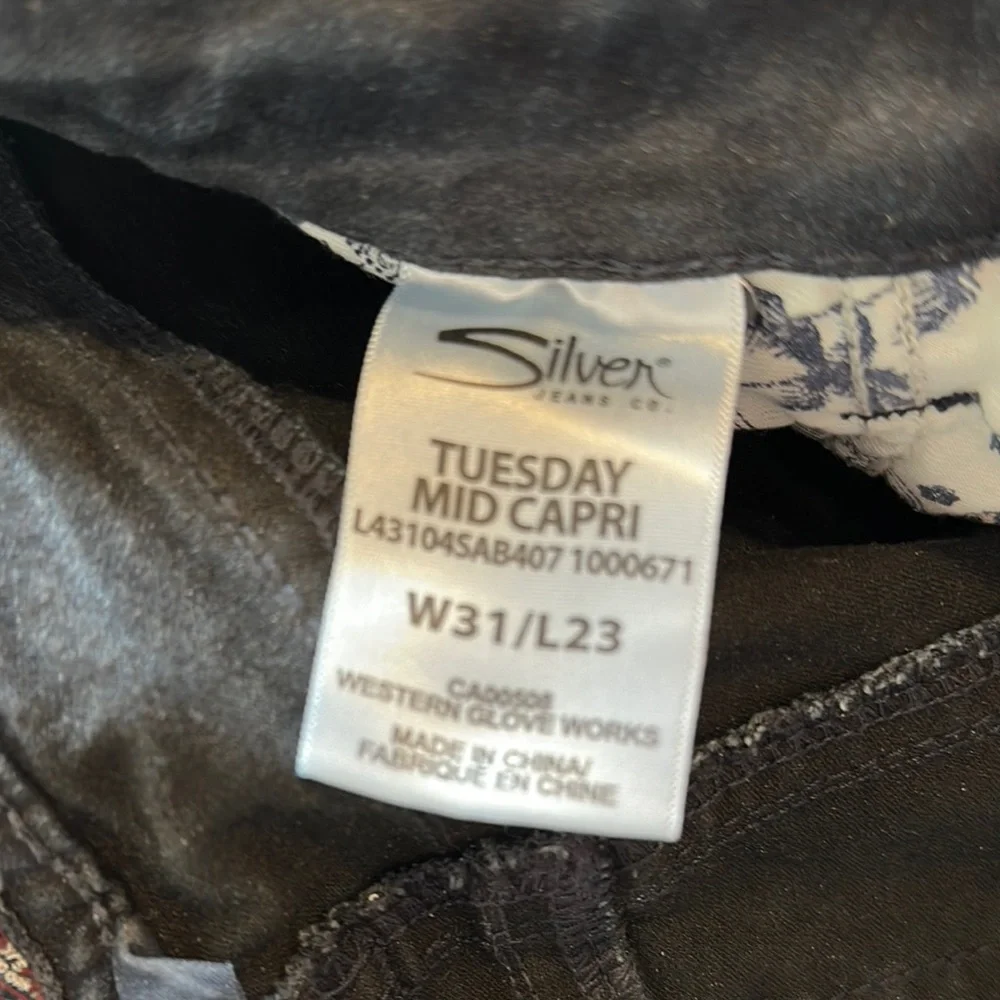 Silver®
JEANS CO.
TUESDAY
MID CAPRI
L43104SAB407 1000671
W31/L23
CA00508
WESTERN GLOVE WORKS
MADE IN CHINA/
FABRIQUÉ EN CHINE